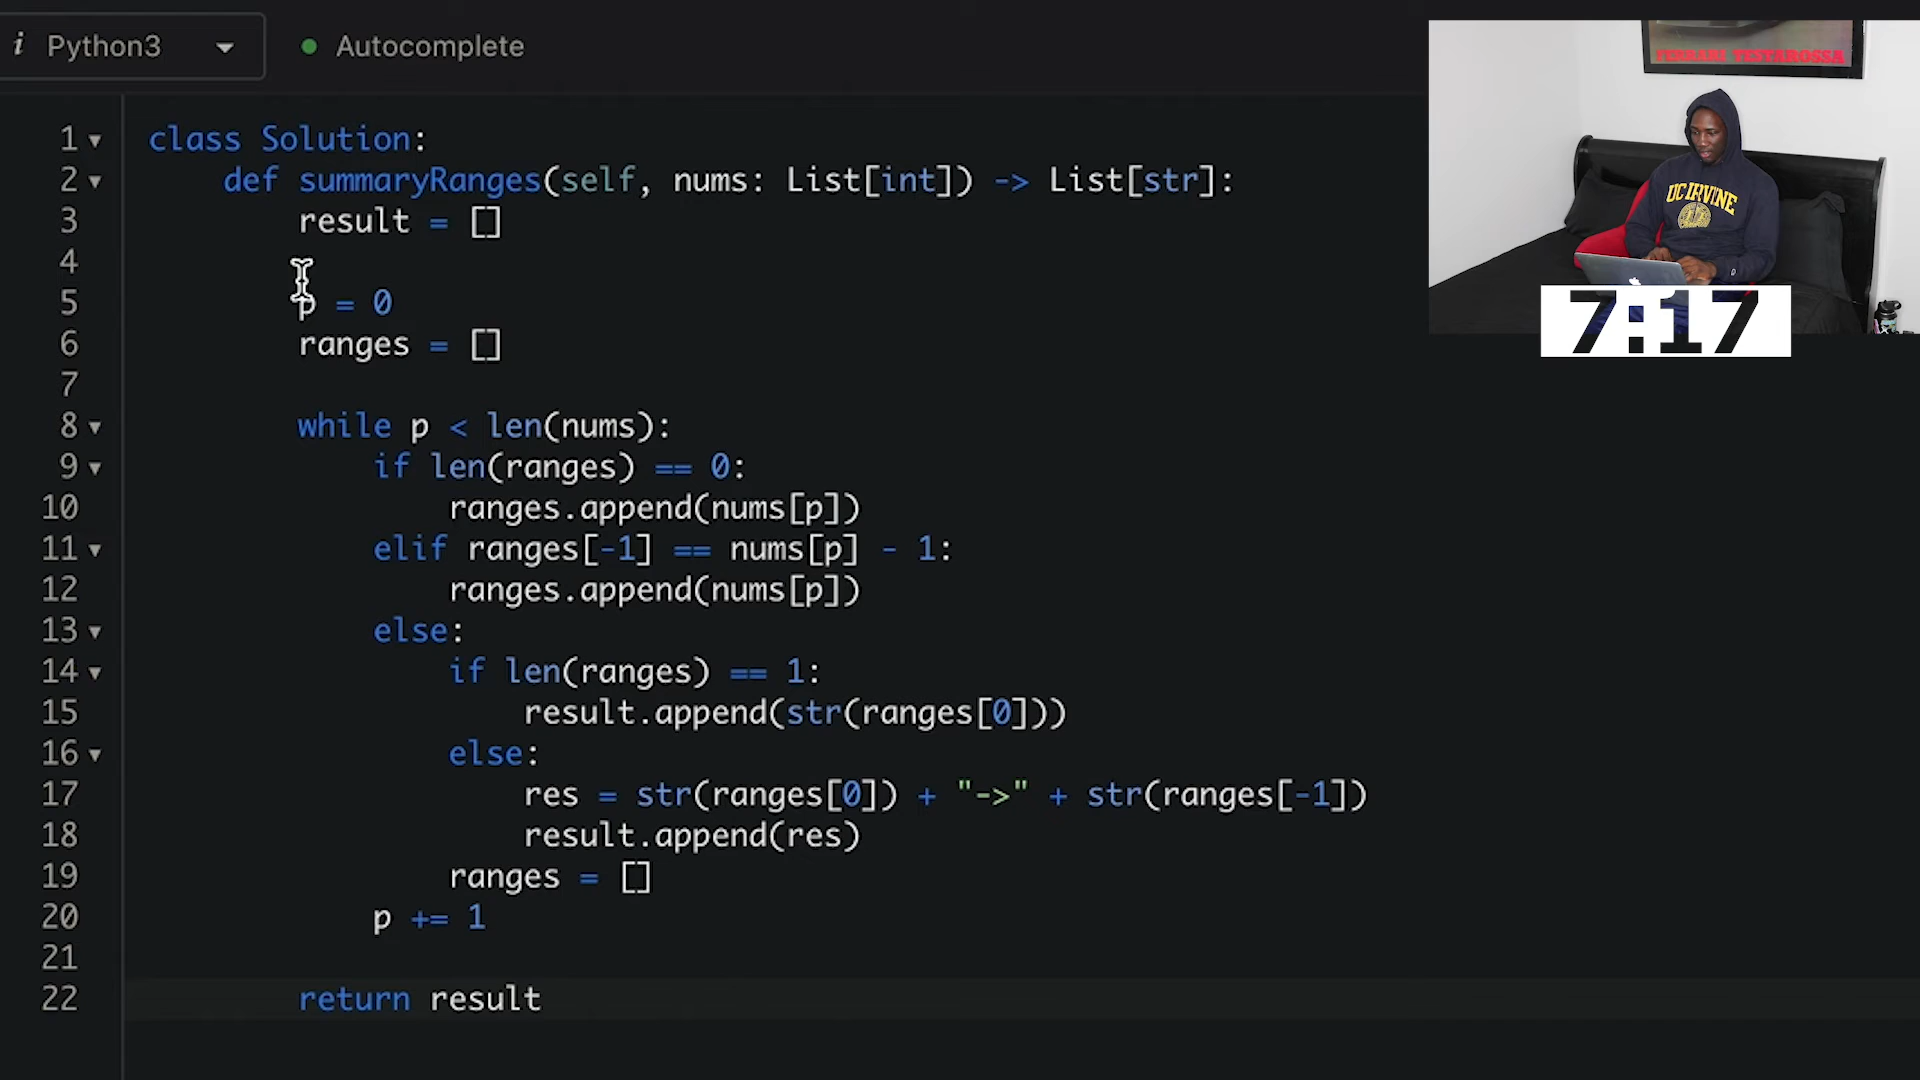 i Python3 Autocomplete
1 class Solution:
2 def summaryRanges(self, nums: List[int]) -> List[str]:
3 result = []
4
5 p = 0
6 ranges = []
7
8 while p < len(nums):
9 if len(ranges) == 0:
10 ranges.append(nums[p])
11 elif ranges[-1] == nums[p] - 1:
12 ranges.append(nums[p])
13 else:
14 if len(ranges) == 1:
15 result.append(str(ranges[0]))
16 else:
17 res = str(ranges[0]) + "->" + str(ranges[-1])
18 result.append(res)
19 ranges = []
20 p += 1
21
22 return result
FERRARI TESTAROSSA
UC IRVINE
7:17